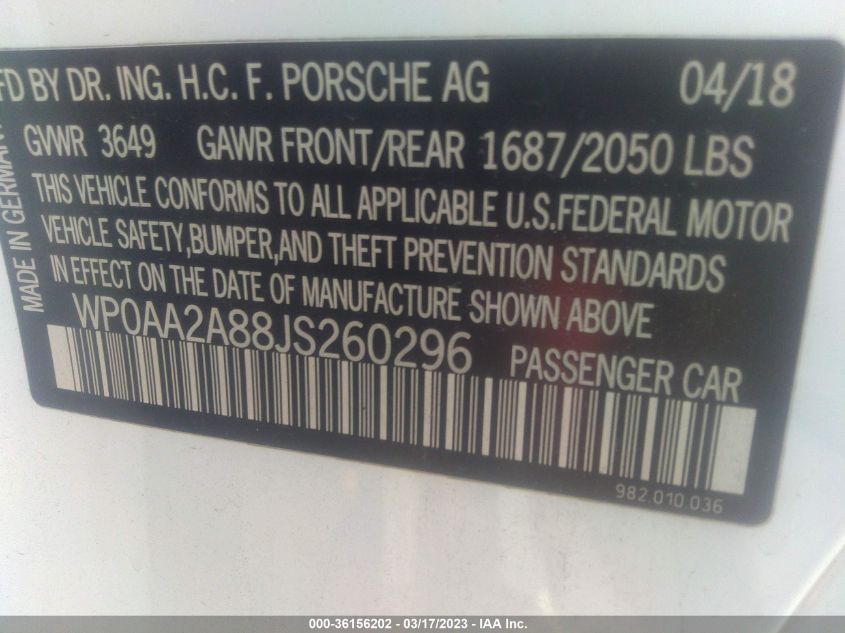 FD BY DR. ING. H.C. F. PORSCHE AG 04/18
GVWR 3649 GAWR FRONT/REAR 1687/2050 LBS
THIS VEHICLE CONFORMS TO ALL APPLICABLE U.S.FEDERAL MOTOR
VEHICLE SAFETY,BUMPER,AND THEFT PREVENTION STANDARDS
IN EFFECT ON THE DATE OF MANUFACTURE SHOWN ABOVE
WP0AA2A88JS260296 PASSENGER CAR
982.010.036
MADE IN GERMANY
000-36156202 - 03/17/2023 - IAA Inc.